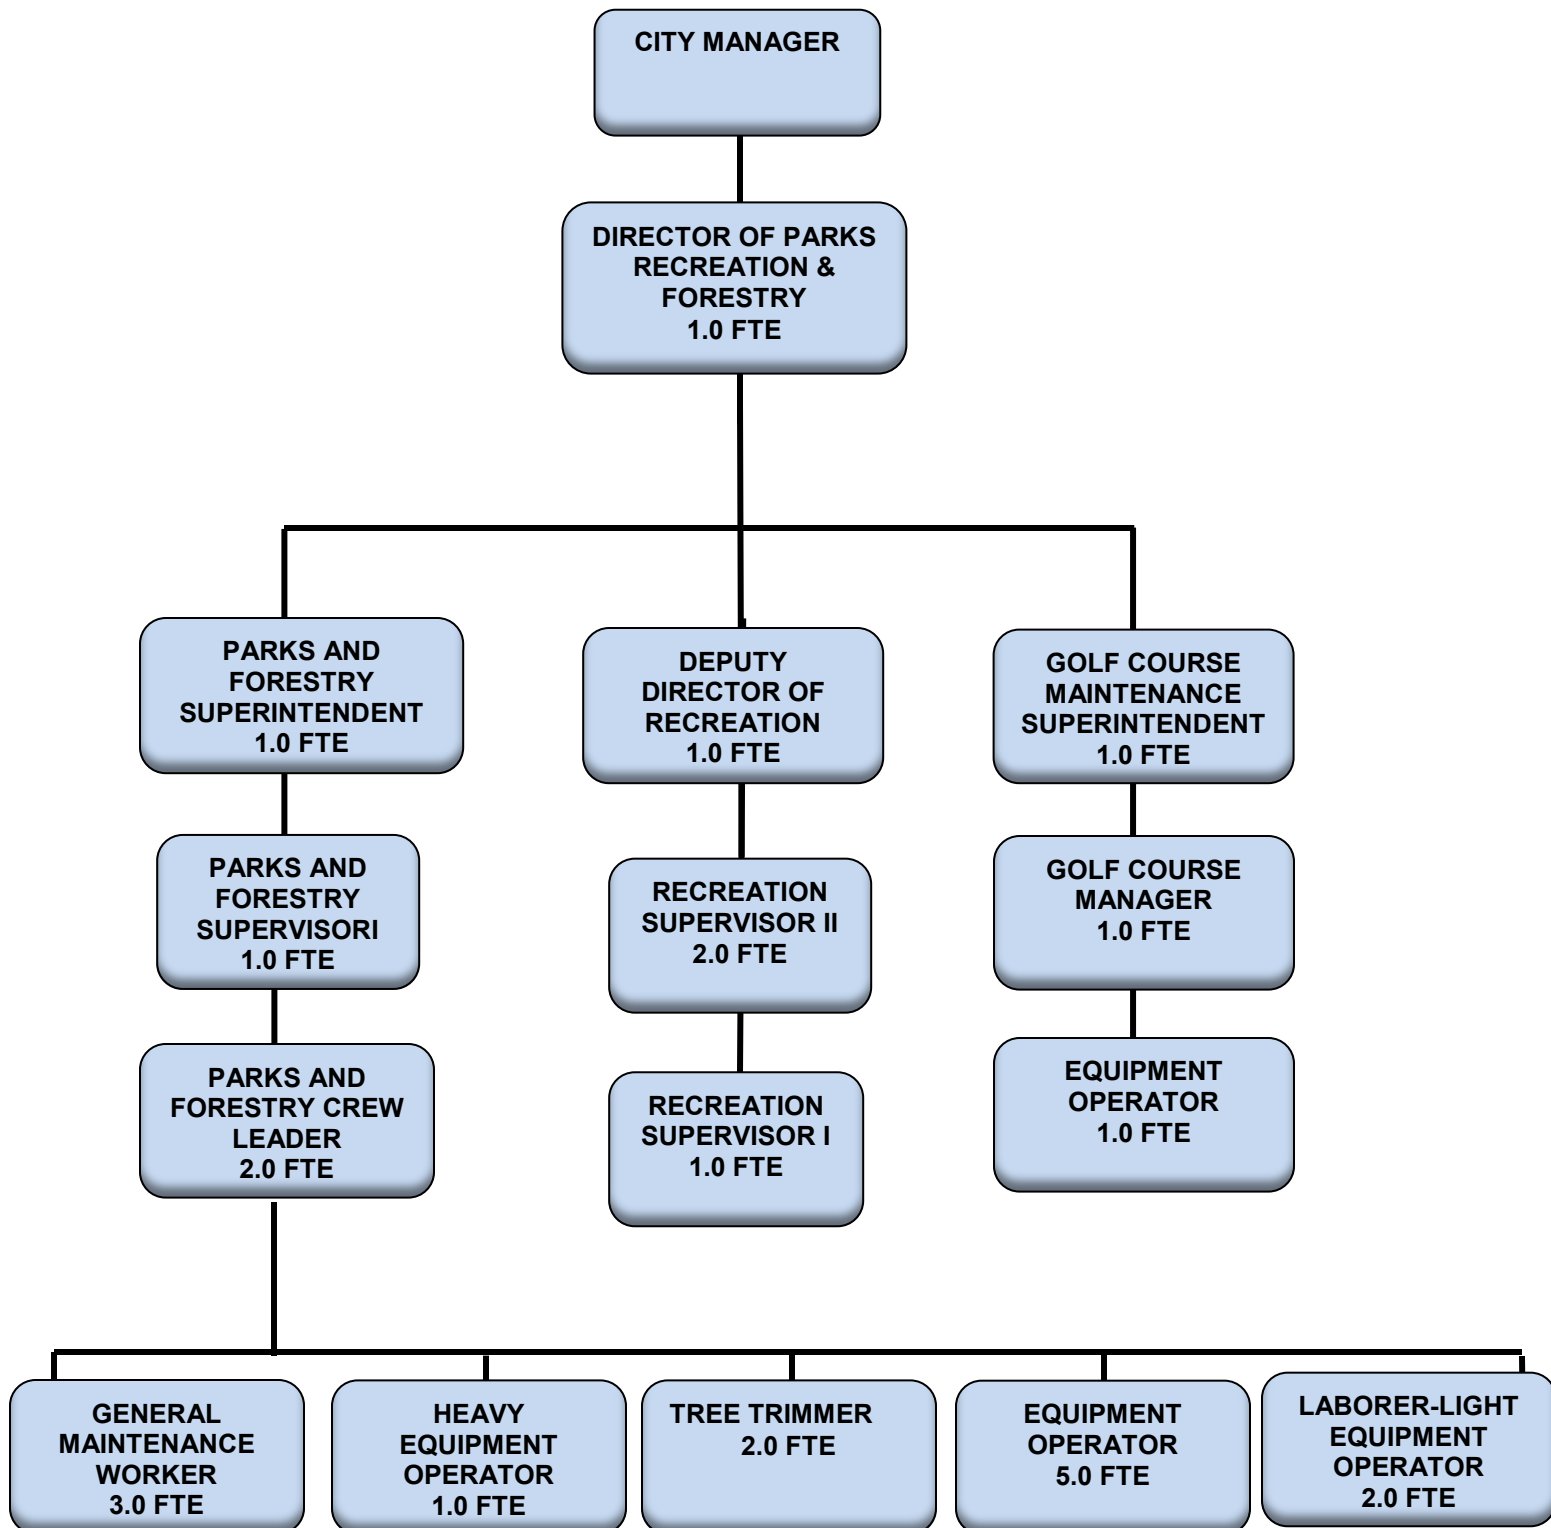 CITY MANAGER
DIRECTOR OF PARKS
RECREATION &
FORESTRY
1.0 FTE
PARKS AND
FORESTRY
SUPERINTENDENT
1.0 FTE
DEPUTY
DIRECTOR OF
RECREATION
1.0 FTE
GOLF COURSE
MAINTENANCE
SUPERINTENDENT
1.0 FTE
PARKS AND
FORESTRY
SUPERVISORI
1.0 FTE
RECREATION
SUPERVISOR II
2.0 FTE
GOLF COURSE
MANAGER
1.0 FTE
PARKS AND
FORESTRY CREW
LEADER
2.0 FTE
RECREATION
SUPERVISOR I
1.0 FTE
EQUIPMENT
OPERATOR
1.0 FTE
GENERAL
MAINTENANCE
WORKER
3.0 FTE
HEAVY
EQUIPMENT
OPERATOR
1.0 FTE
TREE TRIMMER
2.0 FTE
EQUIPMENT
OPERATOR
5.0 FTE
LABORER-LIGHT
EQUIPMENT
OPERATOR
2.0 FTE